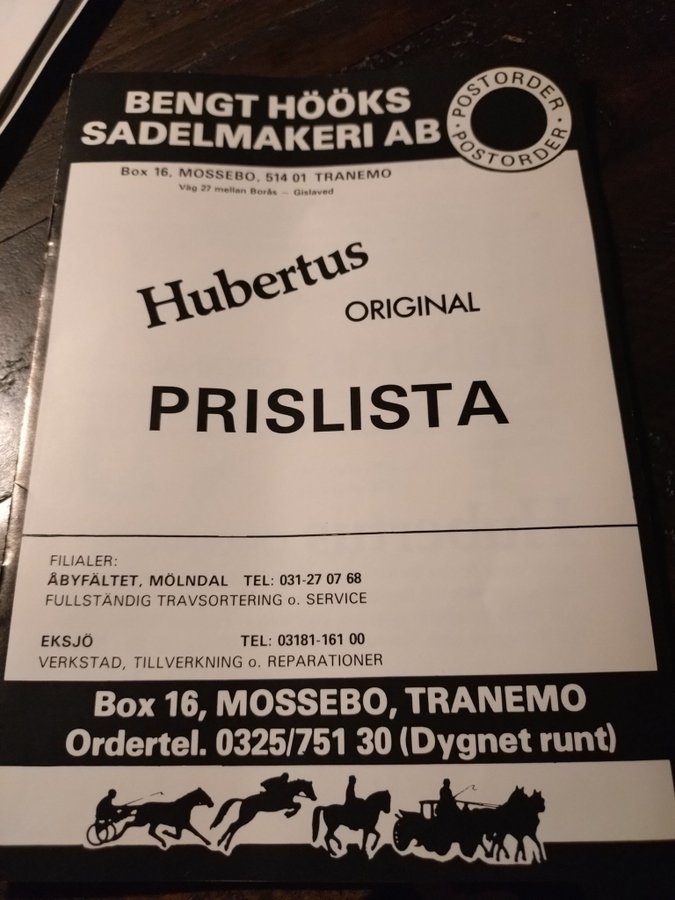 BENGT HÖÖKS
SADELMAKERI AB
POSTORDER · POSTORDER ·
Box 16, MOSSEBO, 514 01 TRANEMO
Väg 27 mellan Borås – Gislaved
Hubertus
ORIGINAL
PRISLISTA
FILIALER:
ÅBYFÄLTET, MÖLNDAL TEL: 031-27 07 68
FULLSTÄNDIG TRAVSORTERING o. SERVICE
EKSJÖ TEL: 03181-161 00
VERKSTAD, TILLVERKNING o. REPARATIONER
Box 16, MOSSEBO, TRANEMO
Ordertel. 0325/751 30 (Dygnet runt)